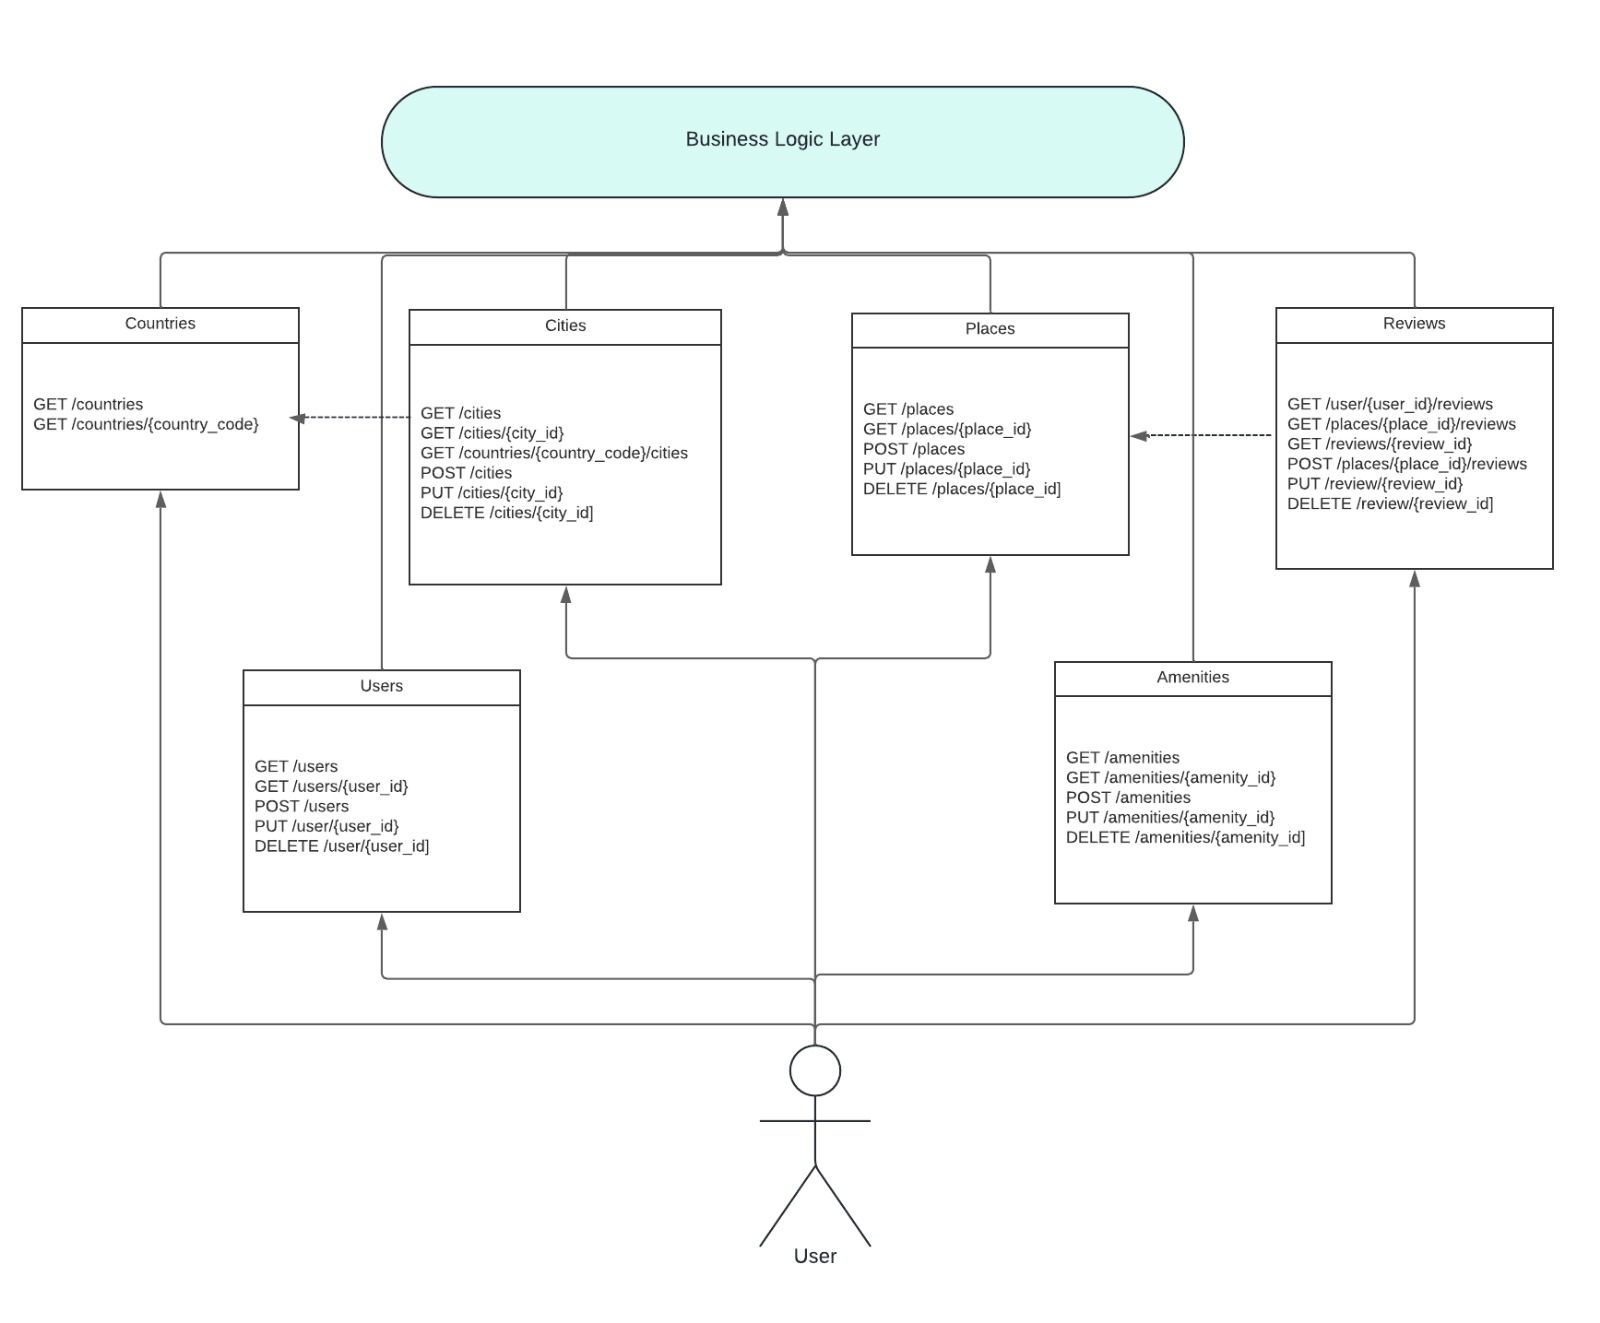 Business Logic Layer
Countries
GET /countries
GET /countries/{country_code}
Cities
GET /cities
GET /cities/{city_id}
GET /countries/{country_code}/cities
POST /cities
PUT /cities/{city_id}
DELETE /cities/{city_id]
Places
GET /places
GET /places/{place_id}
POST /places
PUT /places/{place_id}
DELETE /places/{place_id]
Reviews
GET /user/{user_id}/reviews
GET /places/{place_id}/reviews
GET /reviews/{review_id}
POST /places/{place_id}/reviews
PUT /review/{review_id}
DELETE /review/{review_id]
Users
GET /users
GET /users/{user_id}
POST /users
PUT /user/{user_id}
DELETE /user/{user_id]
Amenities
GET /amenities
GET /amenities/{amenity_id}
POST /amenities
PUT /amenities/{amenity_id}
DELETE /amenities/{amenity_id]
User